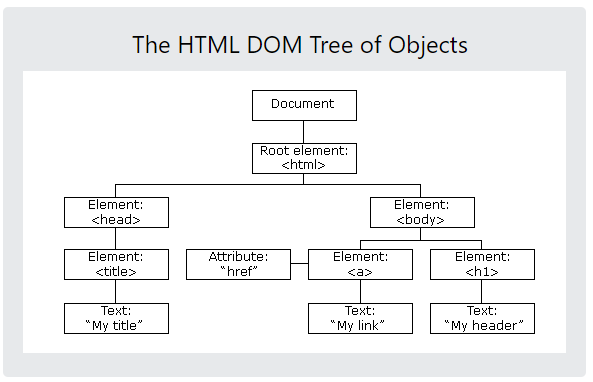 The HTML DOM Tree of Objects
Document
Root element:
<html>
Element:
<head>
Element:
<body>
Element:
<title>
Attribute:
“href”
Element:
<a>
Element:
<h1>
Text:
“My title”
Text:
“My link”
Text:
“My header”